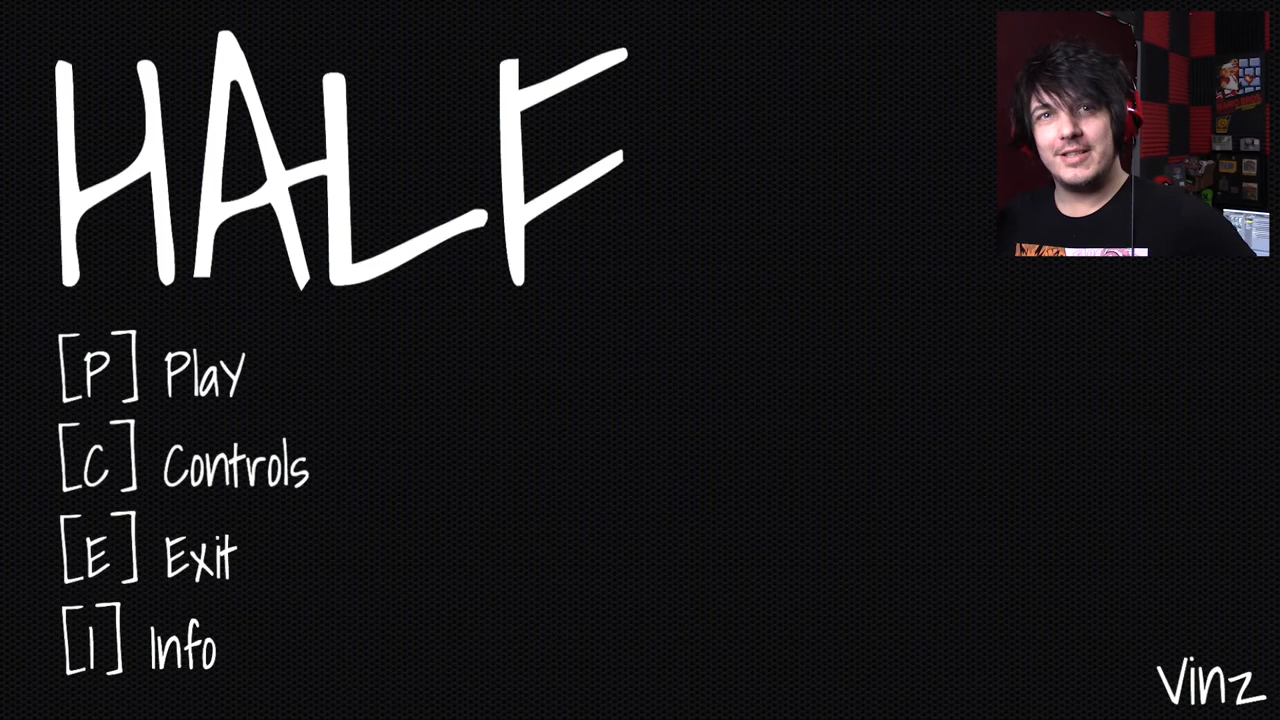 HALF
[P] Play
[C] Controls
[E] Exit
[I] Info
Vinz